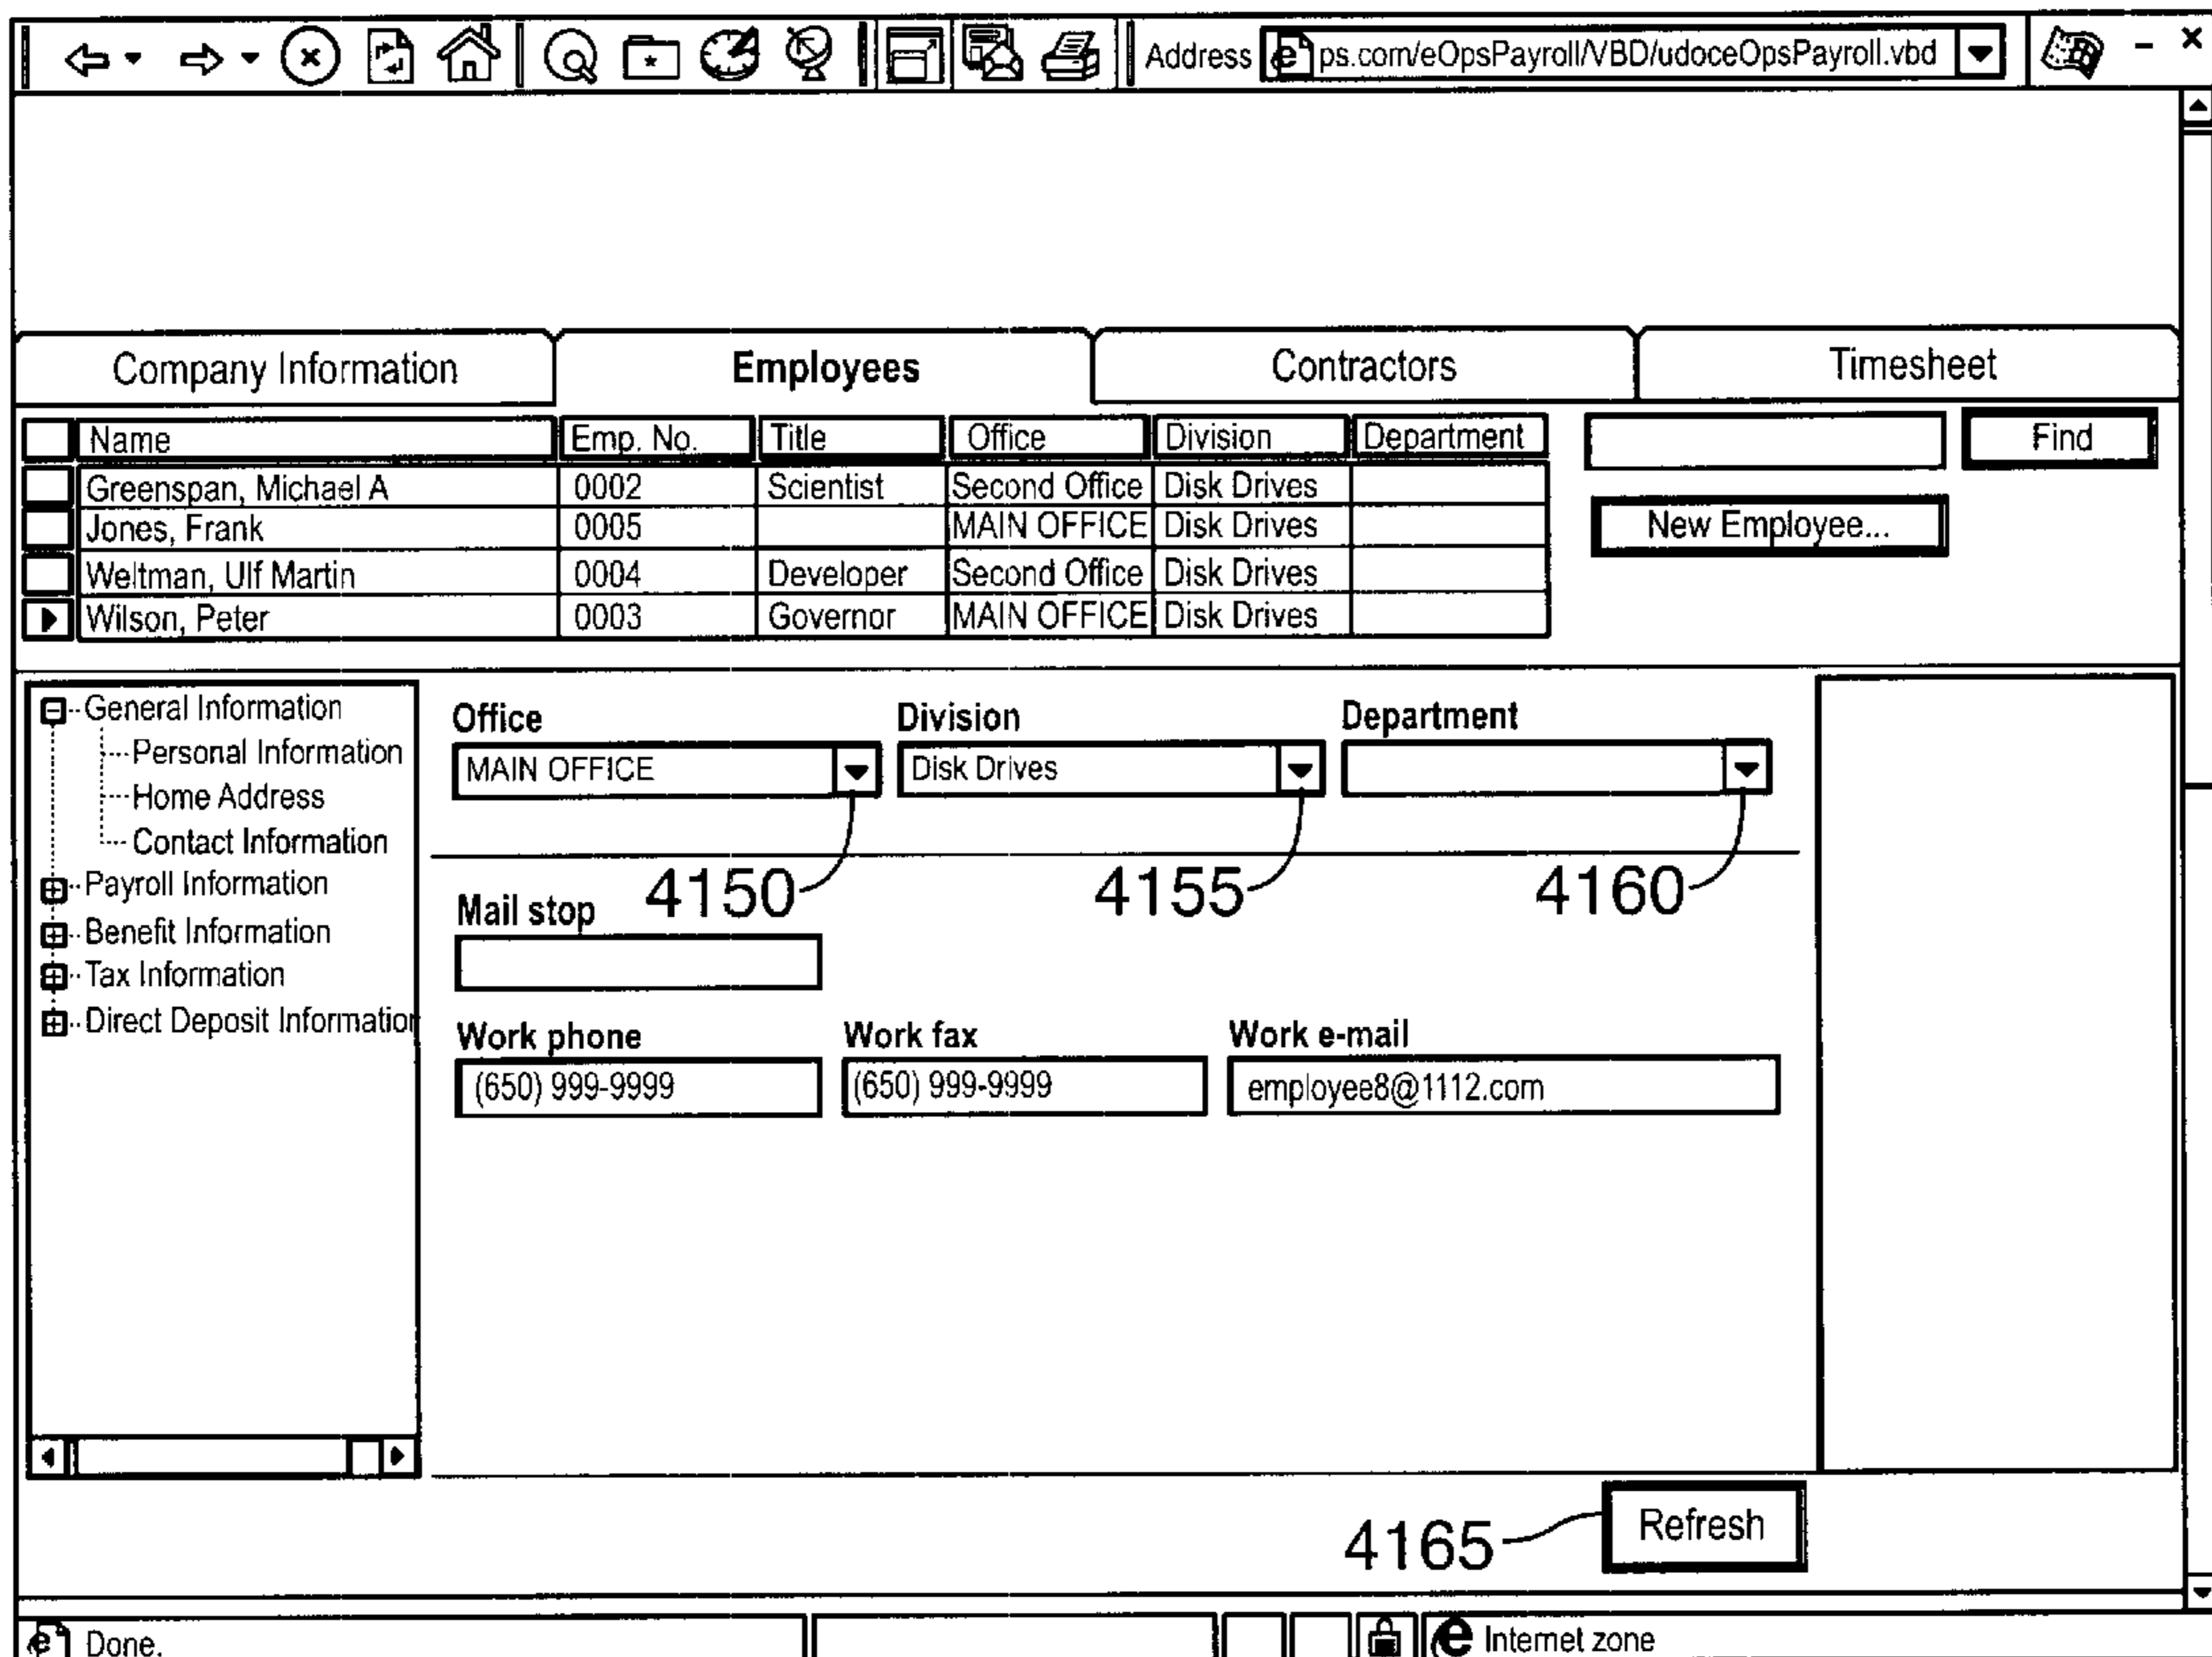 Address ps.com/eOpsPayroll/VBD/udoceOpsPayroll.vbd
Company Information Employees Contractors Timesheet
Name Emp. No. Title Office Division Department Find
Greenspan, Michael A 0002 Scientist Second Office Disk Drives
Jones, Frank 0005 MAIN OFFICE Disk Drives
New Employee...
Weltman, Ulf Martin 0004 Developer Second Office Disk Drives
Wilson, Peter 0003 Governor MAIN OFFICE Disk Drives
General Information
Personal Information
Home Address
Contact Information
Payroll Information
Benefit Information
Tax Information
Direct Deposit Information
Office Division Department
MAIN OFFICE Disk Drives
4150 4155 4160
Mail stop
Work phone Work fax Work e-mail
(650) 999-9999 (650) 999-9999 employee8@1112.com
4165 Refresh
Done. Internet zone